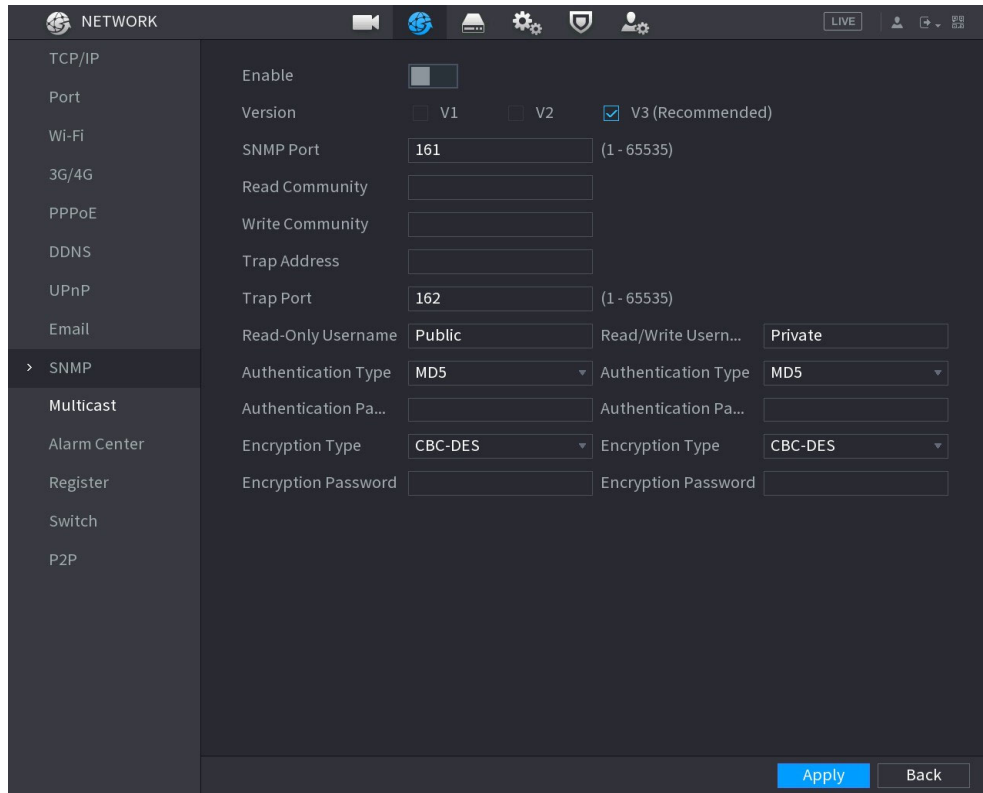 NETWORK
LIVE
TCP/IP
Port
Wi-Fi
3G/4G
PPPoE
DDNS
UPnP
Email
SNMP
Multicast
Alarm Center
Register
Switch
P2P
Enable
Version V1 V2 V3 (Recommended)
SNMP Port 161 (1 - 65535)
Read Community
Write Community
Trap Address
Trap Port 162 (1 - 65535)
Read-Only Username Public Read/Write Usern... Private
Authentication Type MD5 Authentication Type MD5
Authentication Pa... Authentication Pa...
Encryption Type CBC-DES Encryption Type CBC-DES
Encryption Password Encryption Password
Apply Back